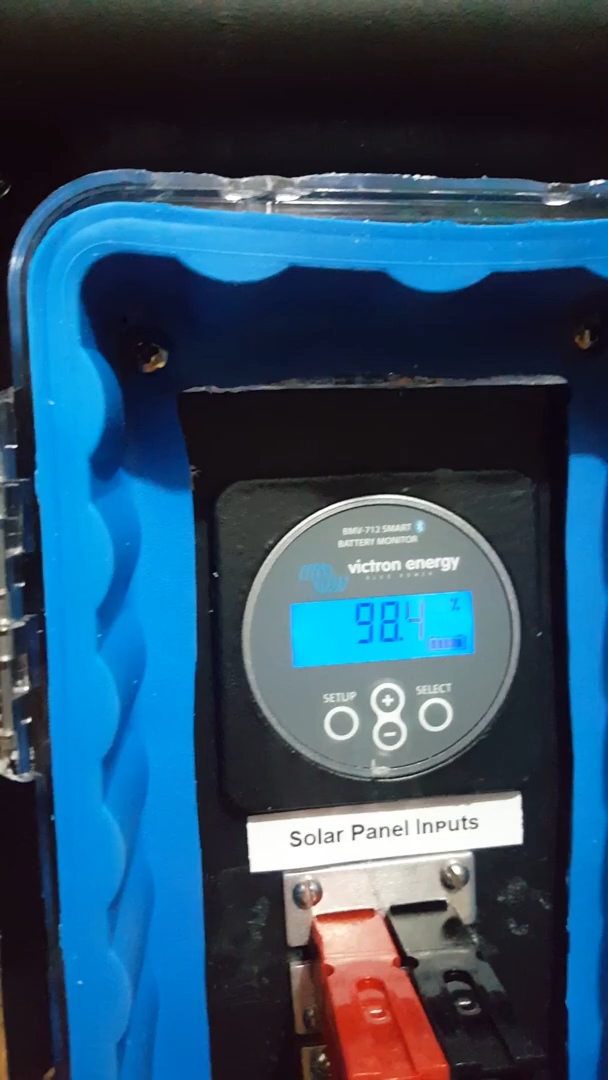 BMV-712 SMART
BATTERY MONITOR
victron energy
BLUE POWER
98.4 %
SETUP
+
SELECT
-
Solar Panel Inputs